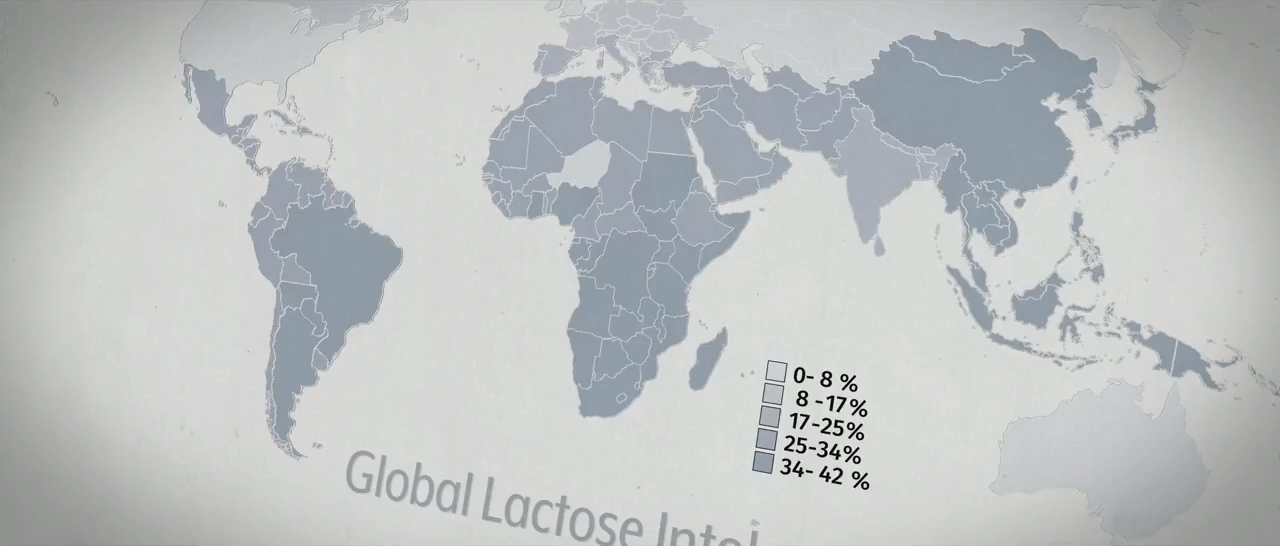 0- 8 %
8 -17%
17-25%
25-34%
34- 42 %
Global Lactose